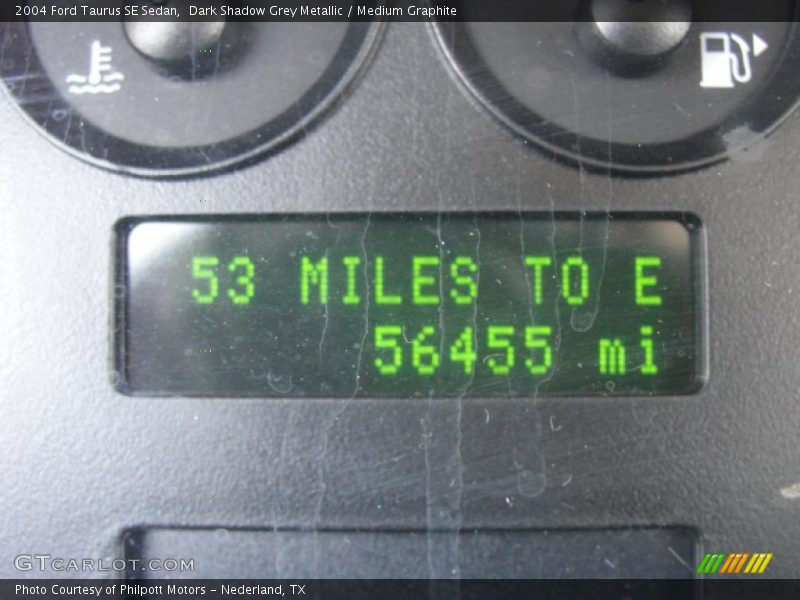 2004 Ford Taurus SE Sedan,  Dark Shadow Grey Metallic / Medium Graphite
53 MILES TO E
56455 mi
GTCARLOT.COM
Photo Courtesy of Philpott Motors - Nederland, TX